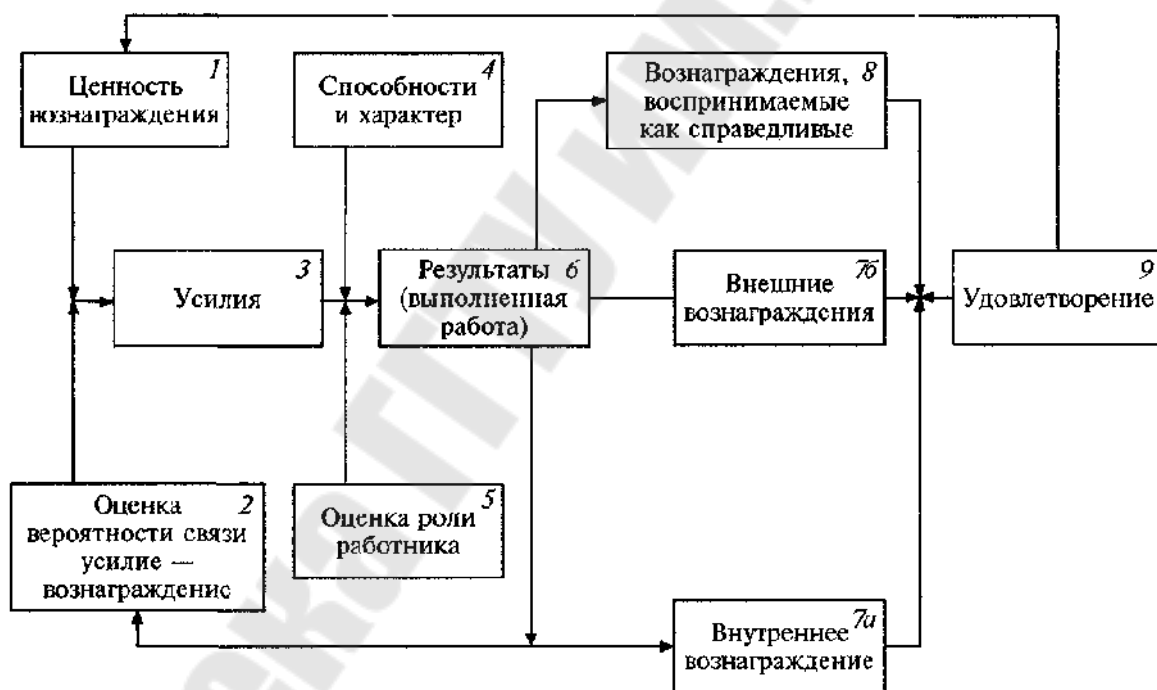 1
Ценность
вознаграждения
4
Способности
и характер
Вознаграждения, 8
воспринимаемые
как справедливые
3
Усилия
Результаты 6
(выполненная
работа)
7б
Внешние
вознаграждения
9
Удовлетворение
Оценка 2
вероятности связи
усилие —
вознаграждение
5
Оценка роли
работника
7а
Внутреннее
вознаграждение